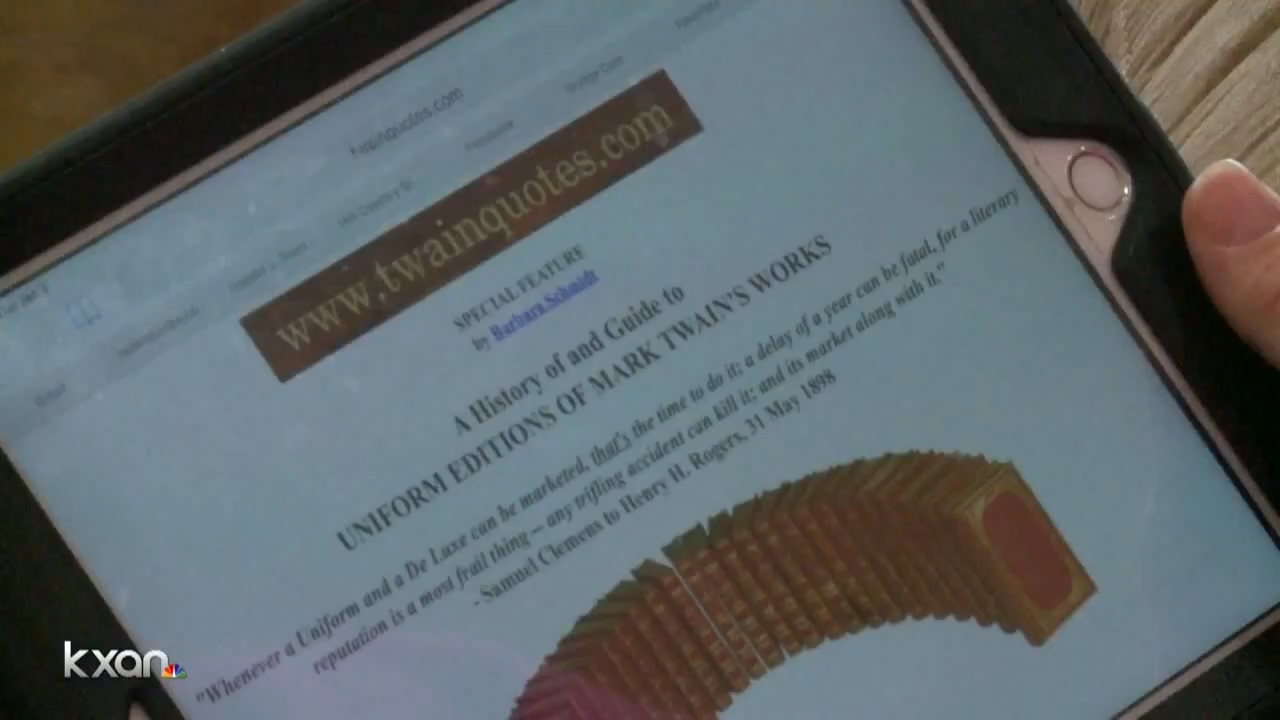 twainquotes.com
www.twainquotes.com
SPECIAL FEATURE
by Barbara Schmidt
A History of and Guide to
UNIFORM EDITIONS OF MARK TWAIN'S WORKS
"Whenever a Uniform and a De Luxe can be marketed, that's the time to do it; a delay of a year can be fatal, for a literary
reputation is a most frail thing – any trifling accident can kill it; and its market along with it."
- Samuel Clemens to Henry H. Rogers, 31 May 1898
kxan